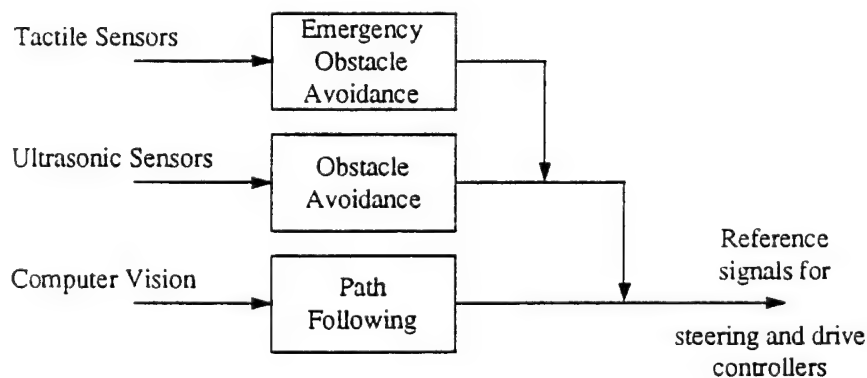 Tactile Sensors
Emergency
Obstacle
Avoidance
Ultrasonic Sensors
Obstacle
Avoidance
Computer Vision
Path
Following
Reference
signals for
steering and drive
controllers